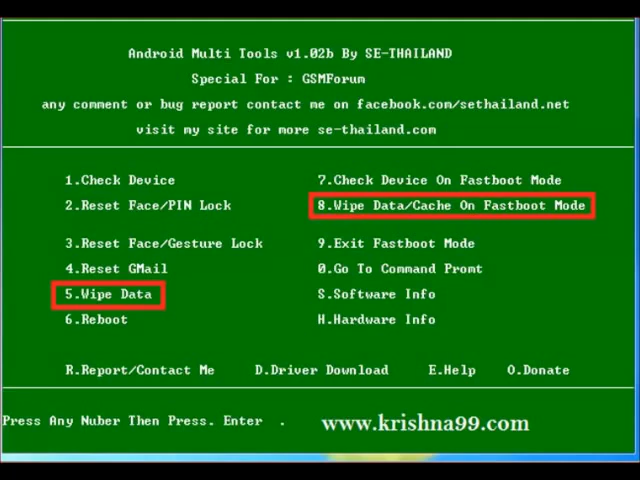 Android Multi Tools v1.02b By SE-THAILAND
Special For : GSMForum
any comment or bug report contact me on facebook.com/sethailand.net
visit my site for more se-thailand.com
1.Check Device
7.Check Device On Fastboot Mode
2.Reset Face/PIN Lock
8.Wipe Data/Cache On Fastboot Mode
3.Reset Face/Gesture Lock
9.Exit Fastboot Mode
4.Reset GMail
0.Go To Command Promt
5.Wipe Data
S.Software Info
6.Reboot
H.Hardware Info
R.Report/Contact Me D.Driver Download E.Help O.Donate
Press Any Nuber Then Press. Enter .
www.krishna99.com